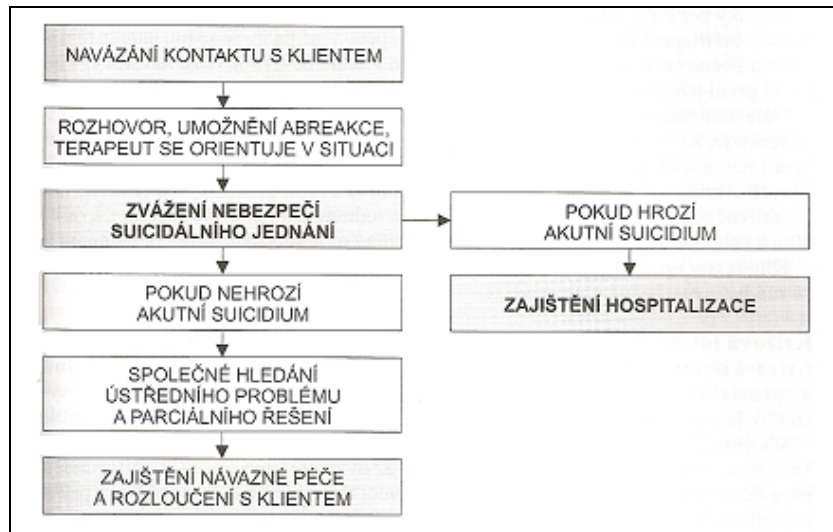 NAVÁZÁNÍ KONTAKTU S KLIENTEM
ROZHOVOR, UMOŽNĚNÍ ABREAKCE,
TERAPEUT SE ORIENTUJE V SITUACI
ZVÁŽENÍ NEBEZPEČÍ
SUICIDÁLNÍHO JEDNÁNÍ
POKUD HROZÍ
AKUTNÍ SUICIDIUM
POKUD NEHROZÍ
AKUTNÍ SUICIDIUM
ZAJIŠTĚNÍ HOSPITALIZACE
SPOLEČNÉ HLEDÁNÍ
ÚSTŘEDNÍHO PROBLÉMU
A PARCIÁLNÍHO ŘEŠENÍ
ZAJIŠTĚNÍ NÁVAZNÉ PÉČE
A ROZLOUČENÍ S KLIENTEM